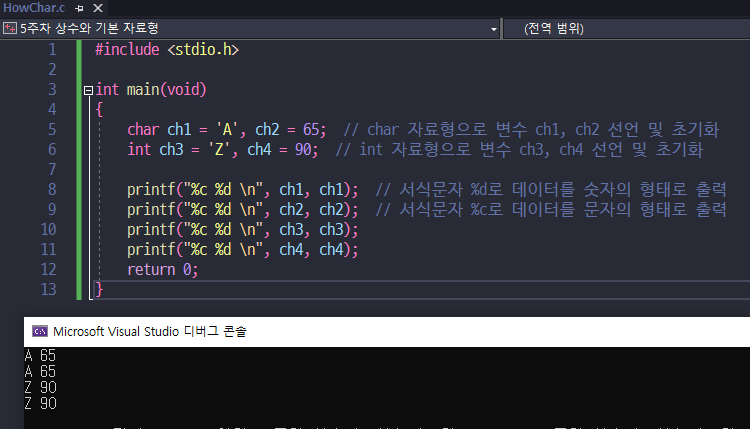 HowChar.c
5주차 상수와 기본 자료형 (전역 범위)
1 #include <stdio.h>
2
3 int main(void)
4 {
5 char ch1 = 'A', ch2 = 65; // char 자료형으로 변수 ch1, ch2 선언 및 초기화
6 int ch3 = 'Z', ch4 = 90; // int 자료형으로 변수 ch3, ch4 선언 및 초기화
7
8 printf("%c %d \n", ch1, ch1); // 서식문자 %d로 데이터를 숫자의 형태로 출력
9 printf("%c %d \n", ch2, ch2); // 서식문자 %c로 데이터를 문자의 형태로 출력
10 printf("%c %d \n", ch3, ch3);
11 printf("%c %d \n", ch4, ch4);
12 return 0;
13 }
Microsoft Visual Studio 디버그 콘솔
A 65
A 65
Z 90
Z 90